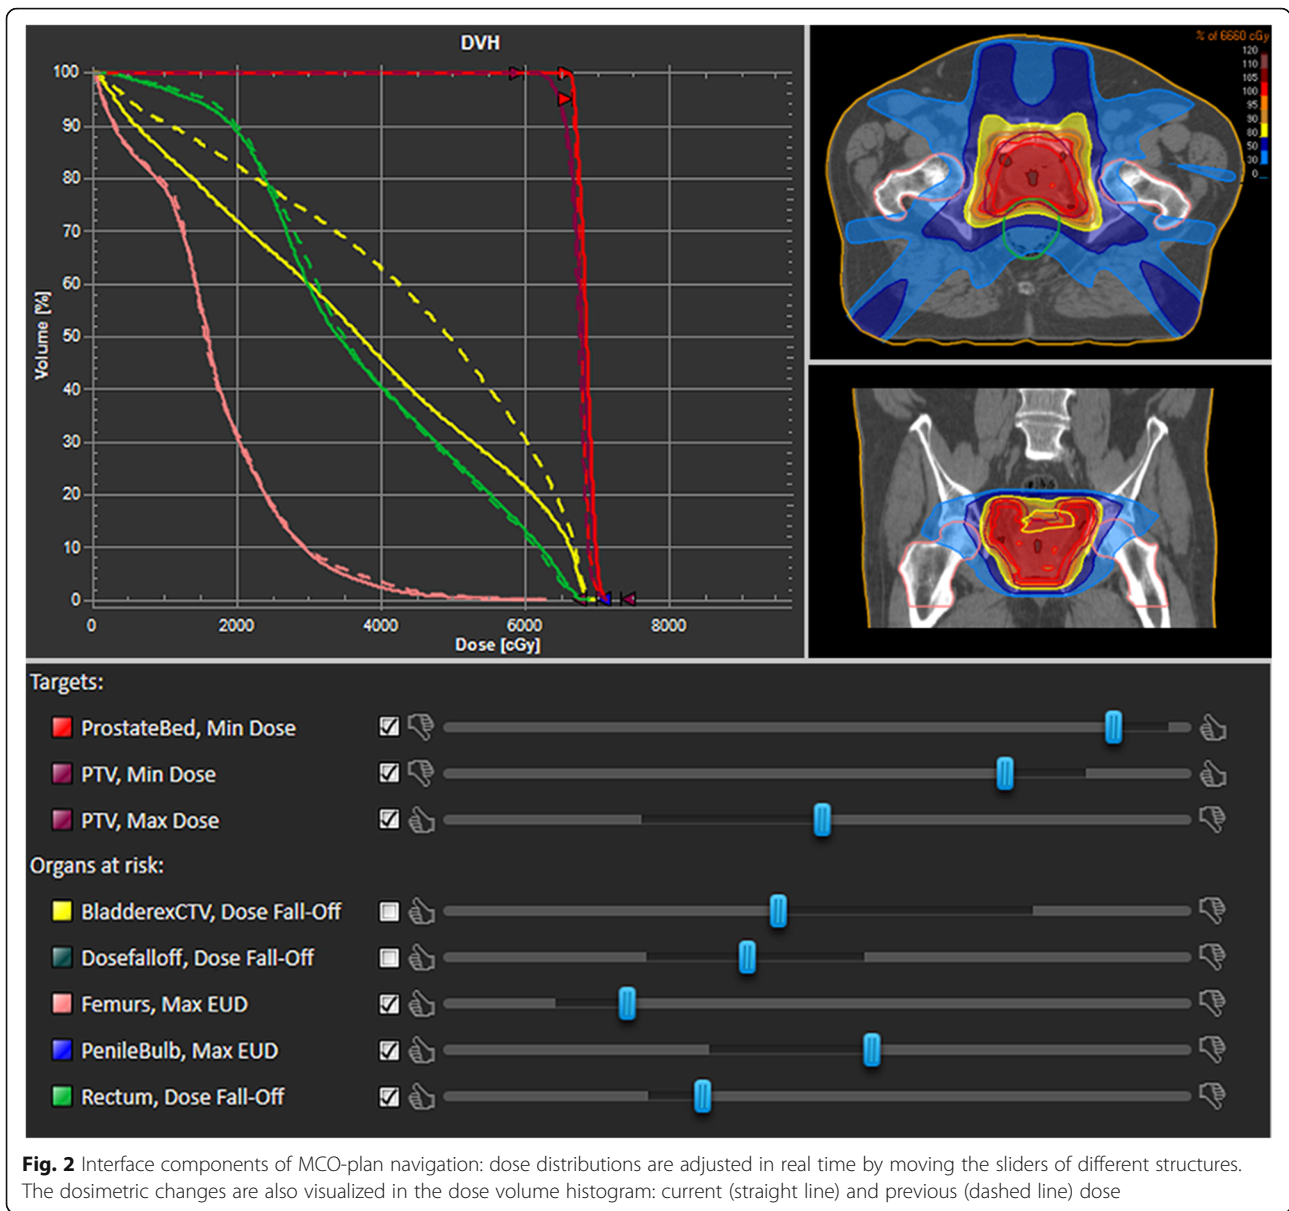 DVH
100
90
80
70
60
50
40
30
20
10
0
Volume [%]
0 2000 4000 6000 8000
Dose [cGy]
% of 6660 cGy
120
110
105
100
95
90
80
50
30
0
Targets:
ProstateBed, Min Dose
PTV, Min Dose
PTV, Max Dose
Organs at risk:
BladderexCTV, Dose Fall-Off
Dosefalloff, Dose Fall-Off
Femurs, Max EUD
PenileBulb, Max EUD
Rectum, Dose Fall-Off
Fig. 2 Interface components of MCO-plan navigation: dose distributions are adjusted in real time by moving the sliders of different structures.
The dosimetric changes are also visualized in the dose volume histogram: current (straight line) and previous (dashed line) dose